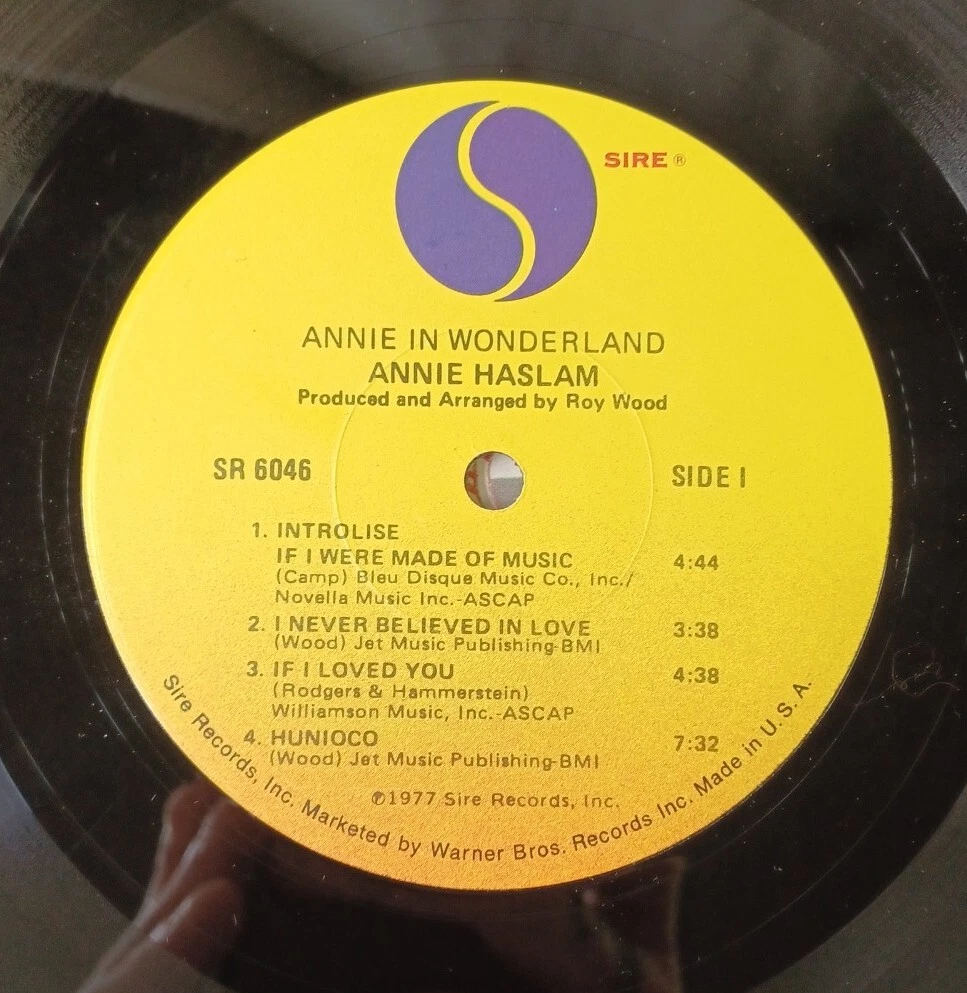 SIRE ®
ANNIE IN WONDERLAND
ANNIE HASLAM
Produced and Arranged by Roy Wood
SR 6046
SIDE I
1. INTROLISE
IF I WERE MADE OF MUSIC 4:44
(Camp) Bleu Disque Music Co., Inc./
Novella Music Inc.-ASCAP
2. I NEVER BELIEVED IN LOVE 3:38
(Wood) Jet Music Publishing-BMI
3. IF I LOVED YOU 4:38
(Rodgers & Hammerstein)
Williamson Music, Inc.-ASCAP
4. HUNIOCO 7:32
(Wood) Jet Music Publishing-BMI
℗1977 Sire Records, Inc.
Sire Records, Inc. Marketed by Warner Bros. Records Inc. Made in U. S. A.